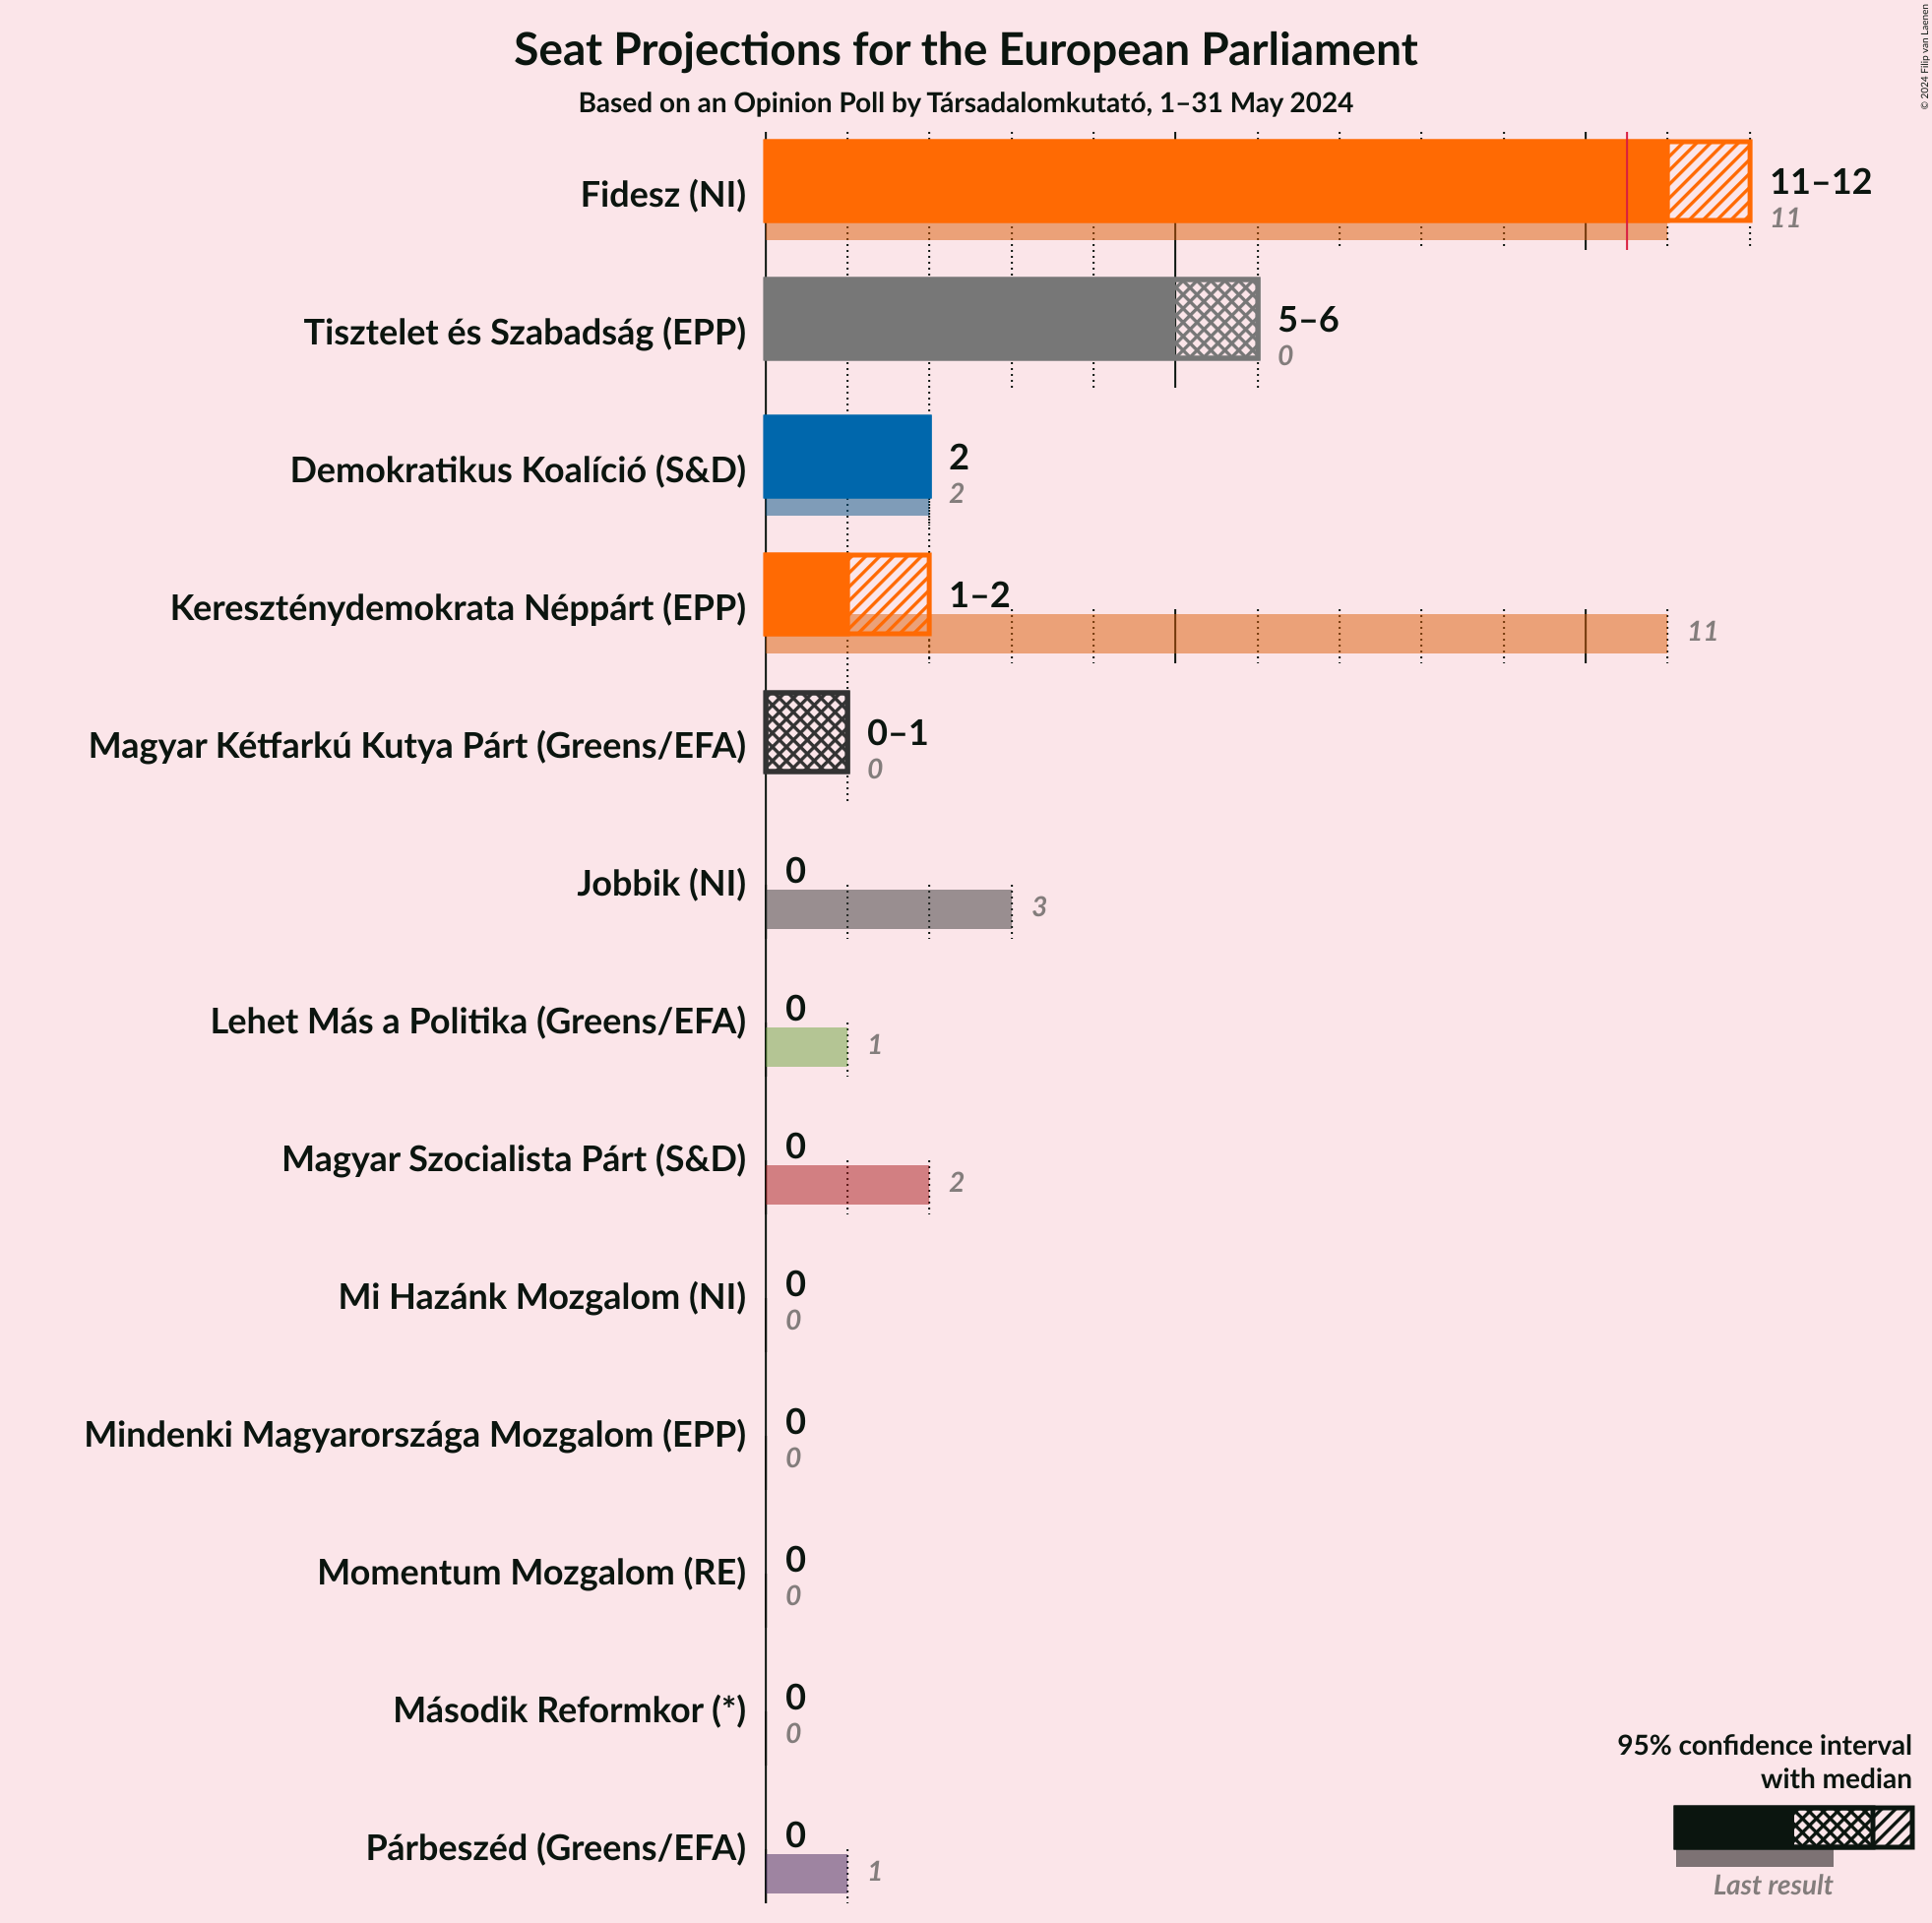 Seat Projections for the European Parliament
Based on an Opinion Poll by Társadalomkutató, 1–31 May 2024
© 2024 Filip van Laenen
Fidesz (NI)
11–12
11
Tisztelet és Szabadság (EPP)
5–6
0
Demokratikus Koalíció (S&D)
2
2
Kereszténydemokrata Néppárt (EPP)
1–2
11
Magyar Kétfarkú Kutya Párt (Greens/EFA)
0–1
0
Jobbik (NI)
0
3
Lehet Más a Politika (Greens/EFA)
0
1
Magyar Szocialista Párt (S&D)
0
2
Mi Hazánk Mozgalom (NI)
0
0
Mindenki Magyarországa Mozgalom (EPP)
0
0
Momentum Mozgalom (RE)
0
0
Második Reformkor (*)
0
0
Párbeszéd (Greens/EFA)
0
1
95% confidence interval
with median
Last result